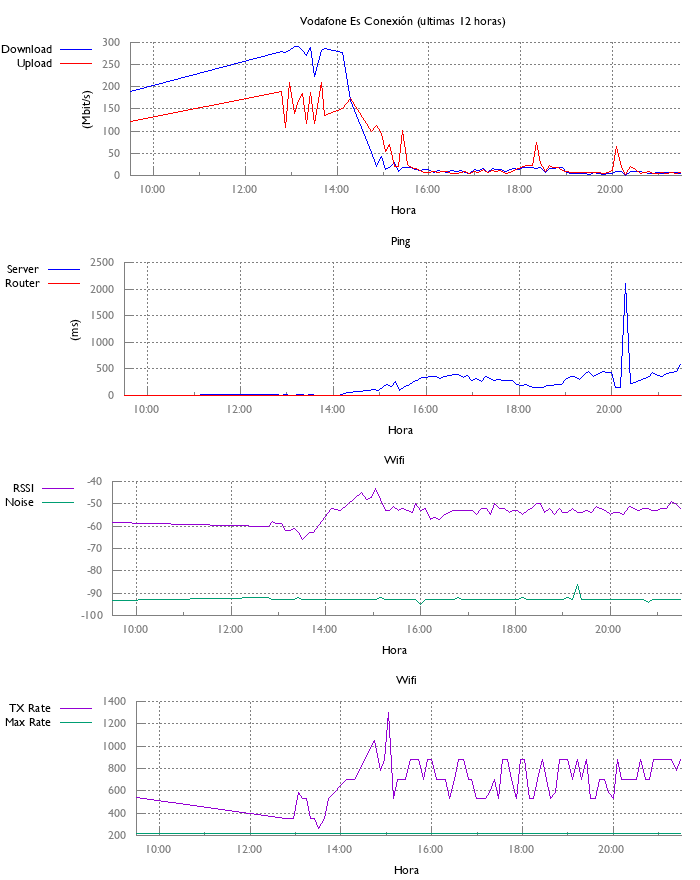 Vodafone Es Conexión (ultimas 12 horas)
Download
Upload
300
250
200
150
100
50
0
(Mbit/s)
10:00 12:00 14:00 16:00 18:00 20:00
Hora
Ping
Server
Router
2500
2000
1500
1000
500
0
(ms)
10:00 12:00 14:00 16:00 18:00 20:00
Hora
Wifi
RSSI
Noise
-40
-50
-60
-70
-80
-90
-100
10:00 12:00 14:00 16:00 18:00 20:00
Hora
Wifi
TX Rate
Max Rate
1400
1200
1000
800
600
400
200
10:00 12:00 14:00 16:00 18:00 20:00
Hora